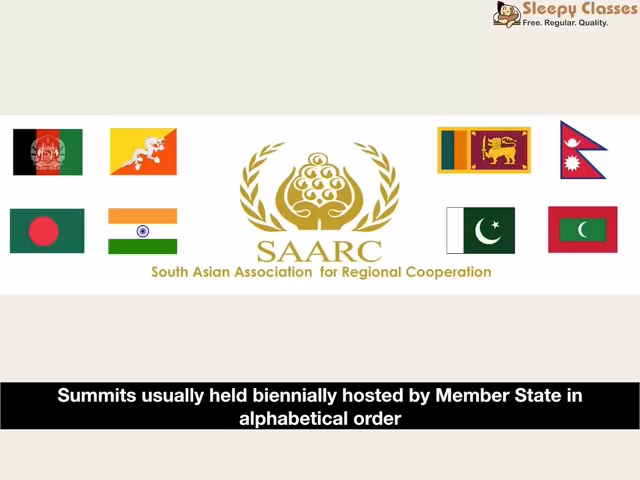 Sleepy Classes
Free. Regular. Quality.
SAARC
South Asian Association for Regional Cooperation
Summits usually held biennially hosted by Member State in
alphabetical order